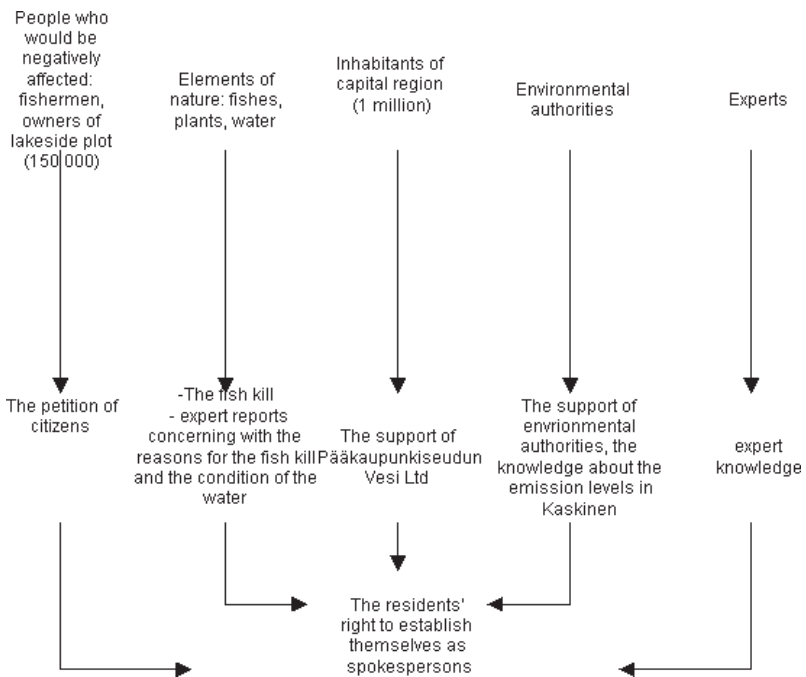 People who
would be
negatively
affected:
fishermen,
owners of
lakeside plot
(150 000)
Elements of
nature: fishes,
plants, water
Inhabitants of
capital region
(1 million)
Environmental
authorities
Experts
The petition of
citizens
-The fish kill
- expert reports
concerning with the
reasons for the fish kill
and the condition of the
water
The support of
Pääkaupunkiseudun
Vesi Ltd
The support of
envrionmental
authorities, the
knowledge about the
emission levels in
Kaskinen
expert
knowledge
The residents'
right to establish
themselves as
spokespersons